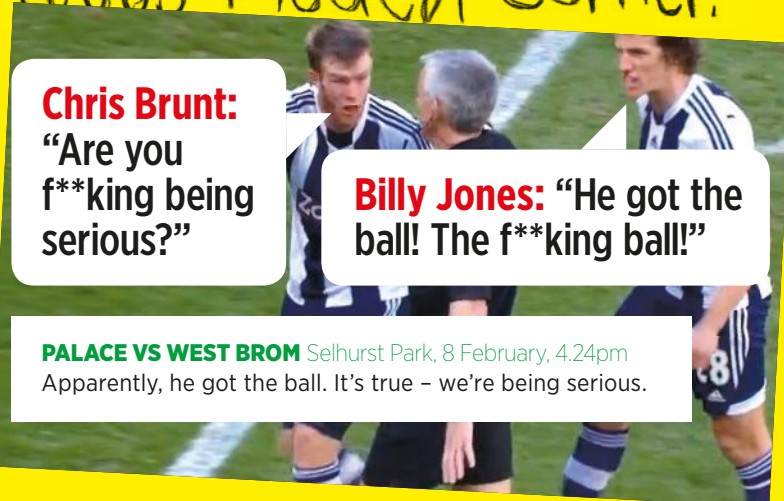 Chris Brunt:
“Are you
f**king being
serious?”
Billy Jones: “He got the
ball! The f**king ball!”
PALACE VS WEST BROM Selhurst Park, 8 February, 4.24pm
Apparently, he got the ball. It’s true – we’re being serious.
28